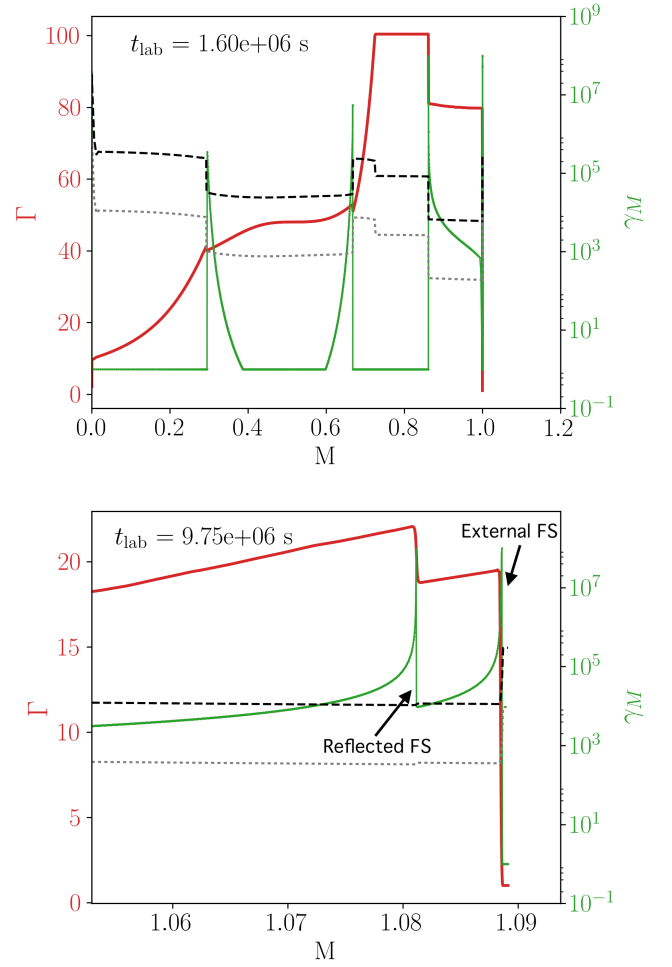 t_lab = 1.60e+06 s
100
80
60
40
20
0
Γ
10^9
10^7
10^5
10^3
10^1
10^−1
γ_M
0.0 0.2 0.4 0.6 0.8 1.0 1.2
M
t_lab = 9.75e+06 s
External FS
Reflected FS
20
15
10
5
0
Γ
10^7
10^5
10^3
10^1
10^−1
γ_M
1.06 1.07 1.08 1.09
M